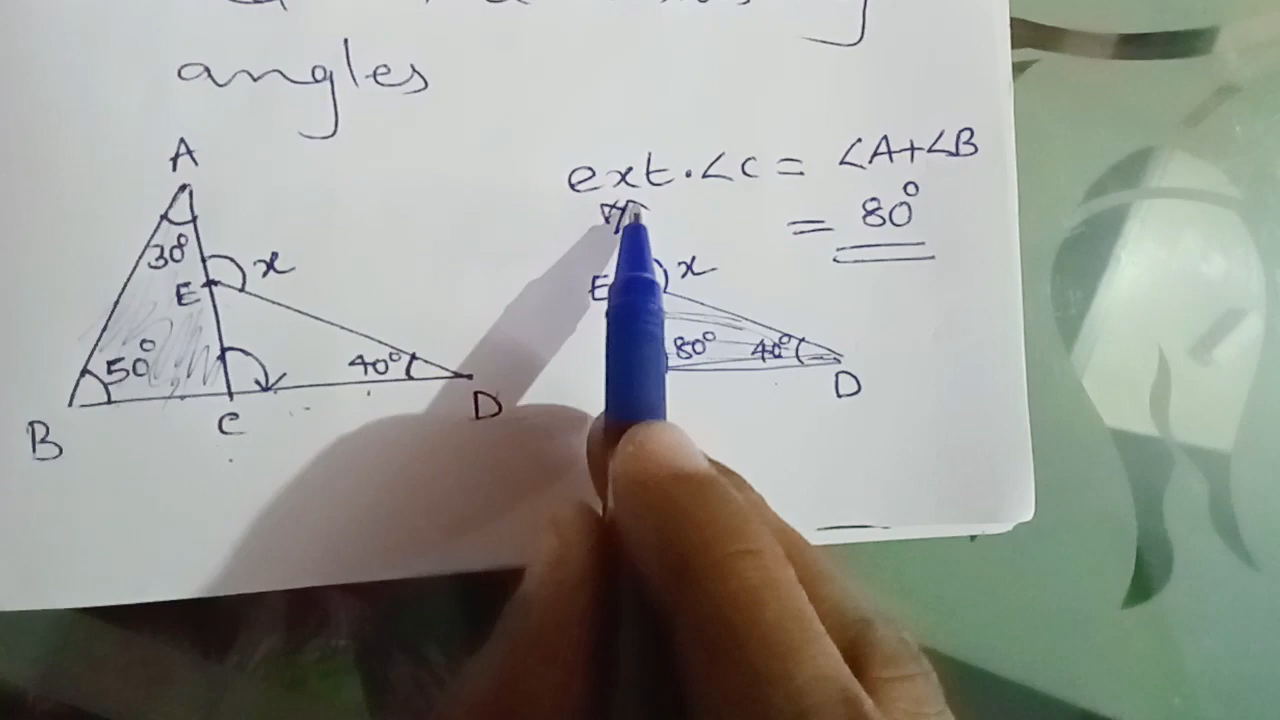 angles
A
30°
x
E
50°
40°
B
C
D
ext.∠C = ∠A+∠B
= 80°
E
x
80°
40°
D